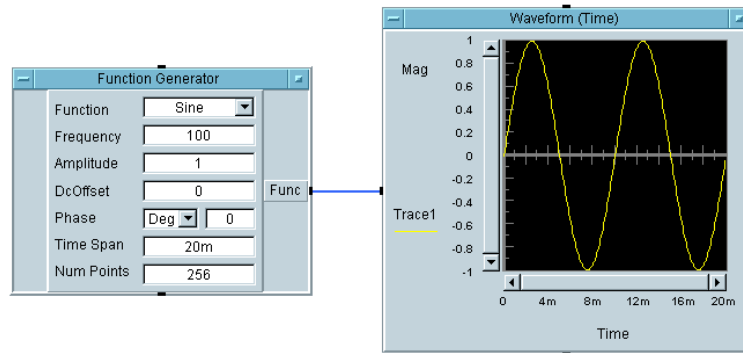 Function Generator
Function Sine
Frequency 100
Amplitude 1
DcOffset 0
Phase Deg 0
Time Span 20m
Num Points 256
Func
Waveform (Time)
Mag
Trace1
1
0.8
0.6
0.4
0.2
0
-0.2
-0.4
-0.6
-0.8
-1
0 4m 8m 12m 16m 20m
Time